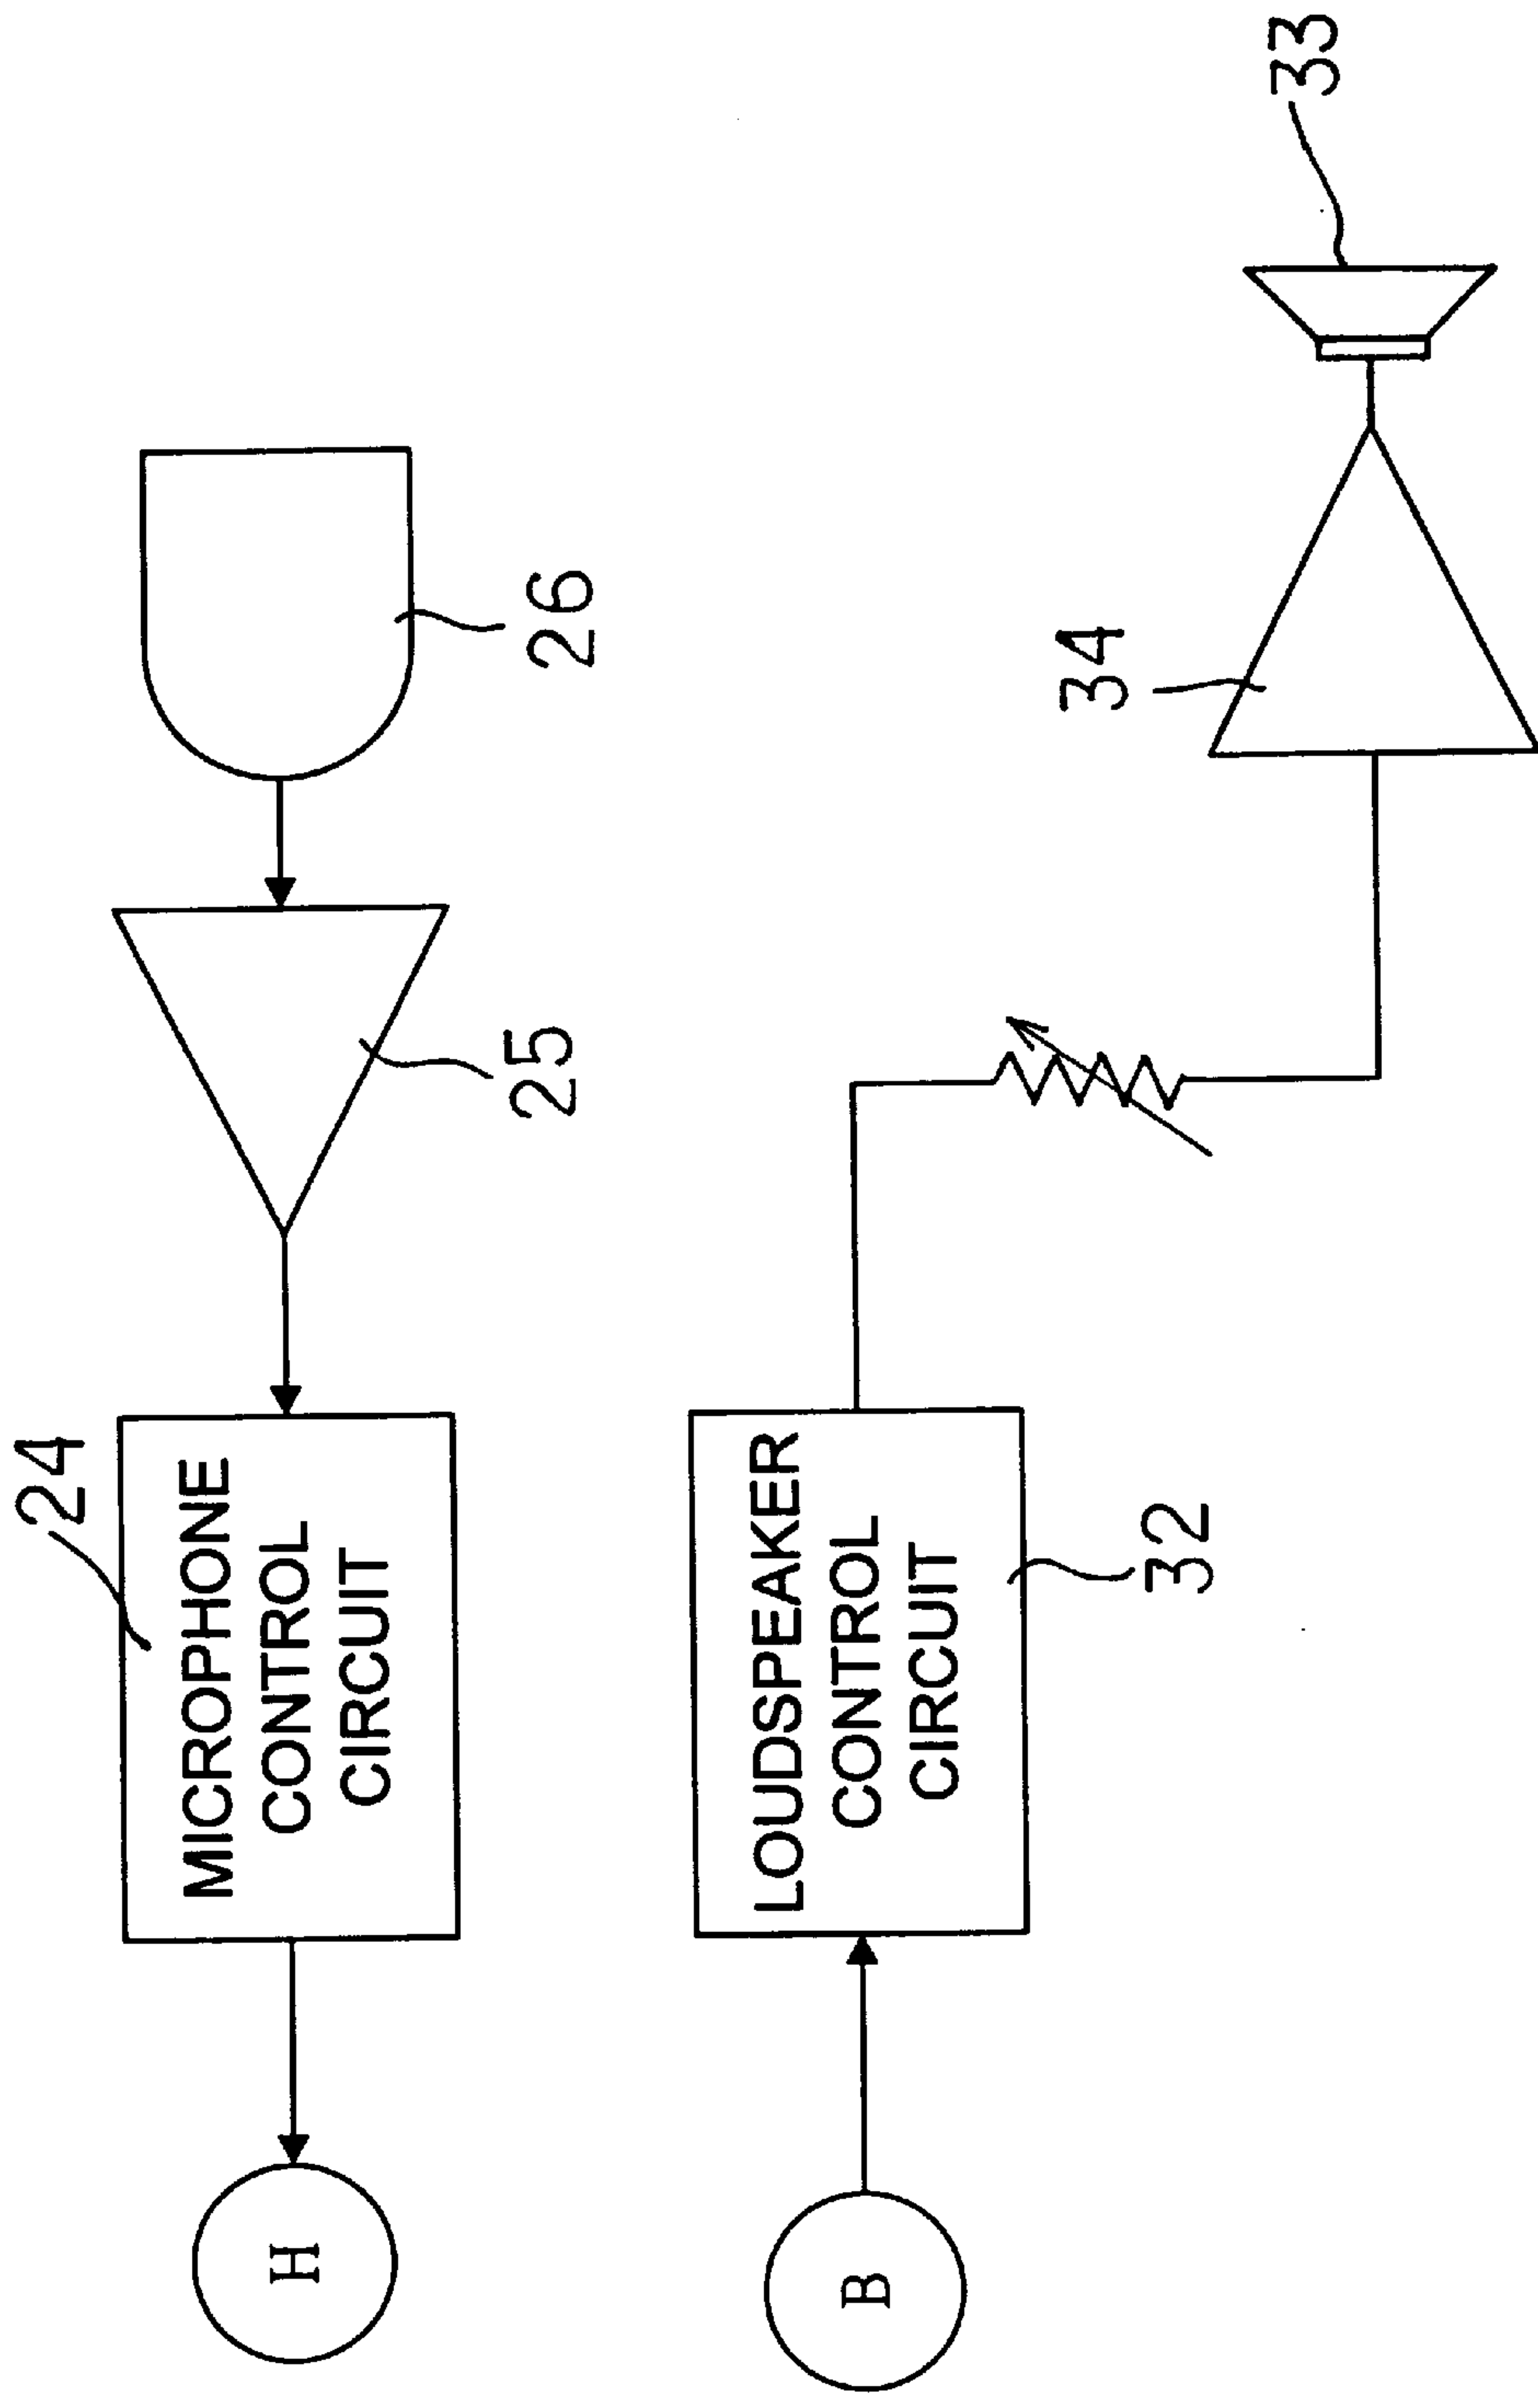 24
MICROPHONE
CONTROL
CIRCUIT
H
25
26
LOUDSPEAKER
CONTROL
CIRCUIT
B
32
34
33